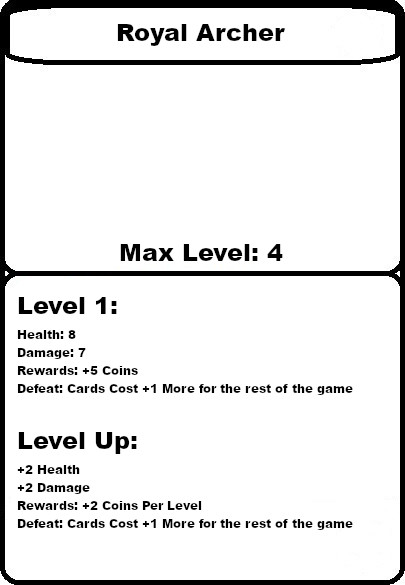 Royal Archer
Max Level: 4
Level 1:
Health: 8
Damage: 7
Rewards: +5 Coins
Defeat: Cards Cost +1 More for the rest of the game
Level Up:
+2 Health
+2 Damage
Rewards: +2 Coins Per Level
Defeat: Cards Cost +1 More for the rest of the game